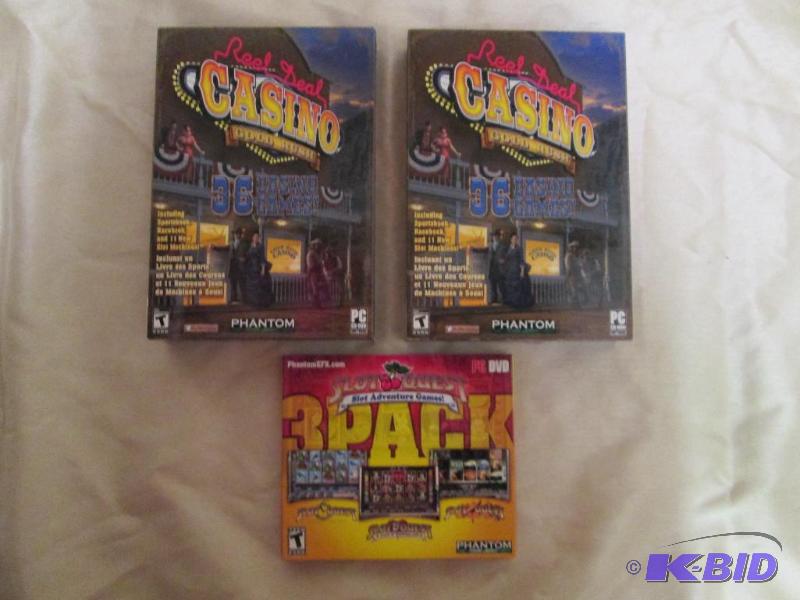 Reel Deal
CASINO
GOLD RUSH
36 CASINO
GAMES!
Including
Sportsbook,
Racebook,
and 11 New
Slot Machines!
Incluant un
Livre des Sports
un Livre des Courses
et 11 Nouveaux Jeux
de Machines à Sous!
T
PHANTOM
PC
Reel Deal
CASINO
GOLD RUSH
36 CASINO
GAMES!
Including
Sportsbook,
Racebook,
and 11 New
Slot Machines!
Incluant un
Livre des Sports
un Livre des Courses
et 11 Nouveaux Jeux
de Machines à Sous!
T
PHANTOM
PC
PhantomEFX.com
PC DVD
SLOT QUEST
Slot Adventure Games!
3 PACK
T
PHANTOM
© K-BID